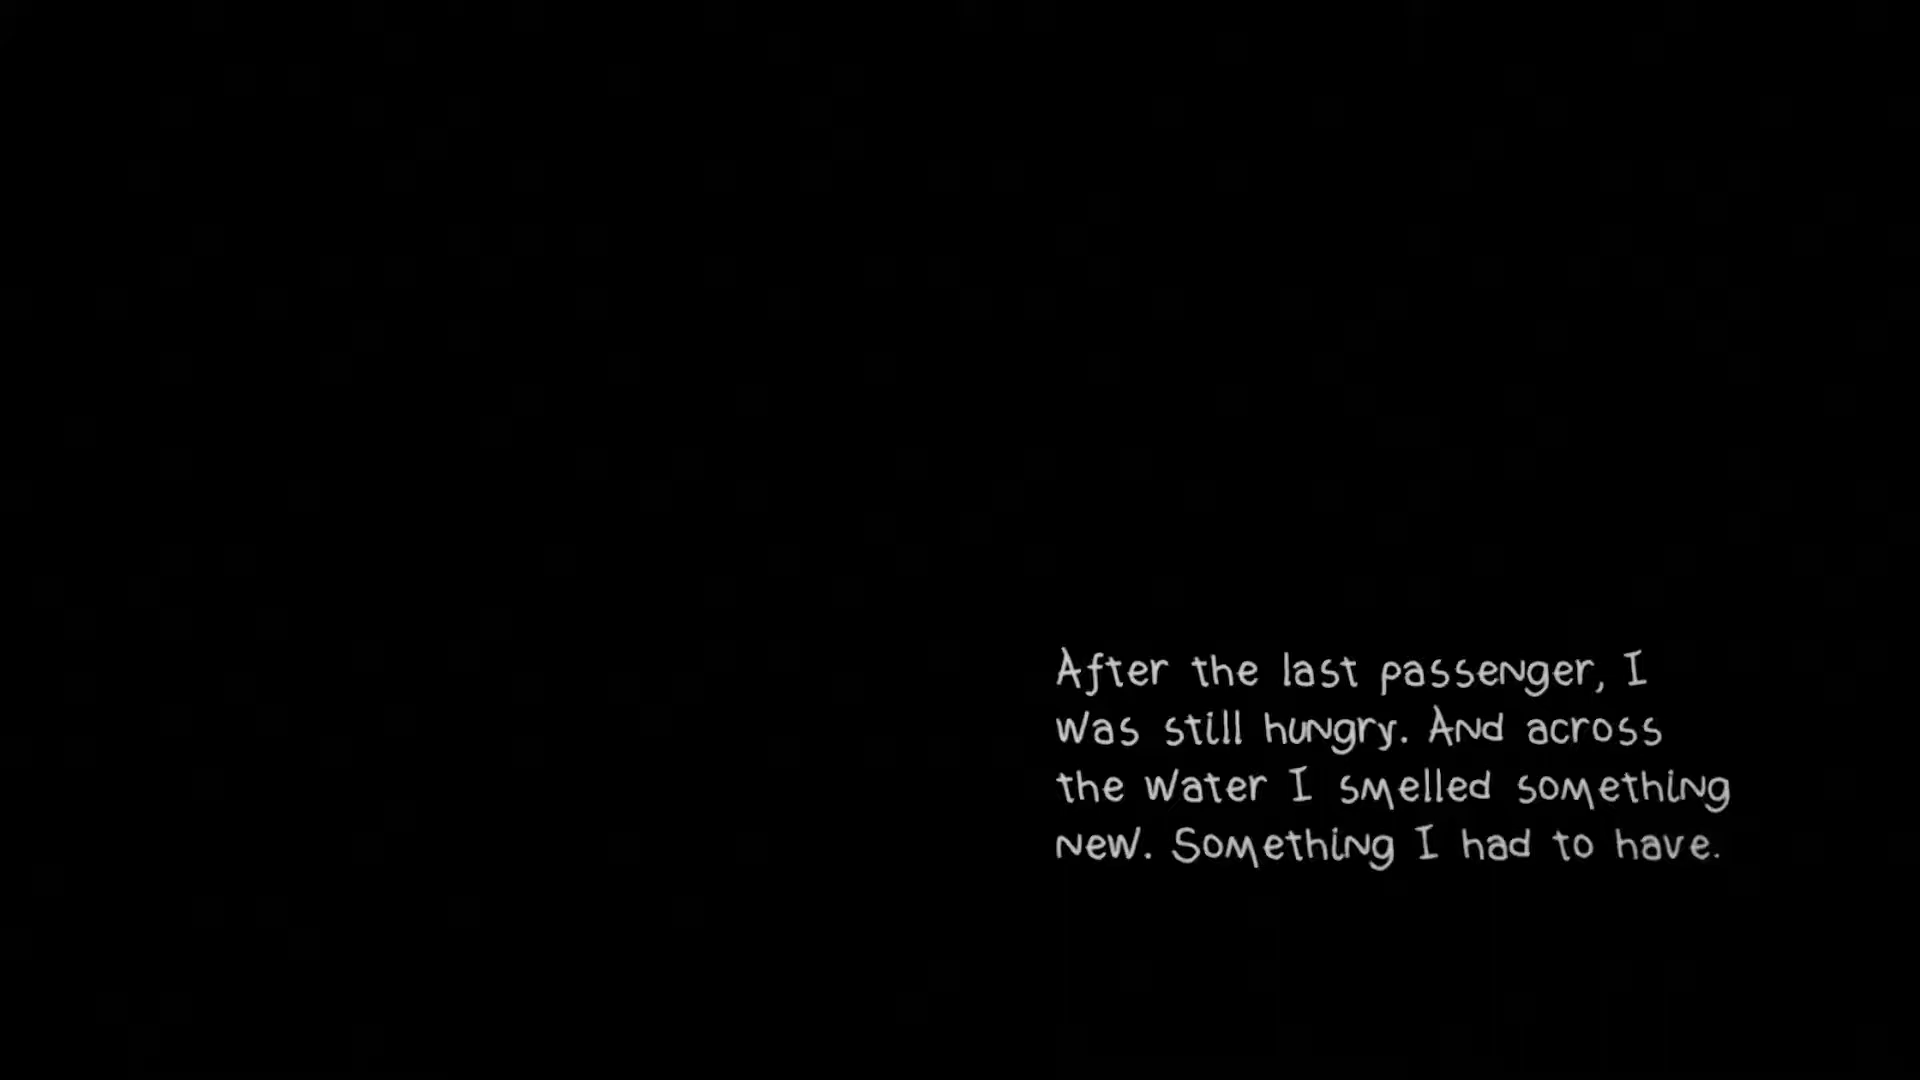 After the last passenger, I
was still hungry. And across
the water I smelled something
new. Something I had to have.